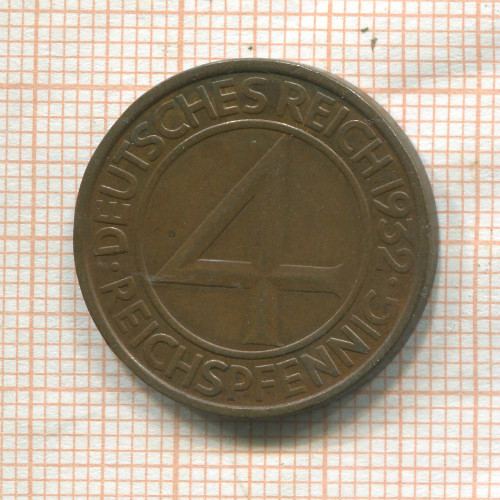 DEUTSCHES REICH 1932
4
REICHSPFENNIG